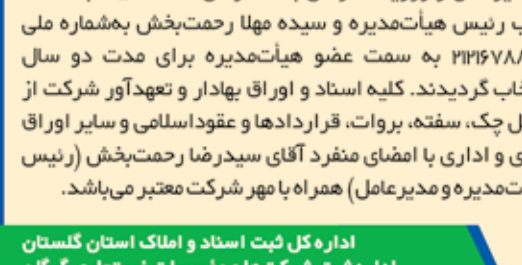 رئیس هیأت‌مدیره و سیده مهلا رحمت‌بخش به‌شماره ملی
به سمت عضو هیأت‌مدیره برای مدت دو سال
گردیدند. کلیه اسناد و اوراق بهادار و تعهدآور شرکت از
چک، سفته، بروات، قراردادها و عقوداسلامی و سایر اوراق
و اداری با امضای منفرد آقای سیدرضا رحمت‌بخش (رئیس
مدیره و مدیرعامل) همراه با مهر شرکت معتبر می‌باشد.
اداره کل ثبت اسناد و املاک استان گلستان